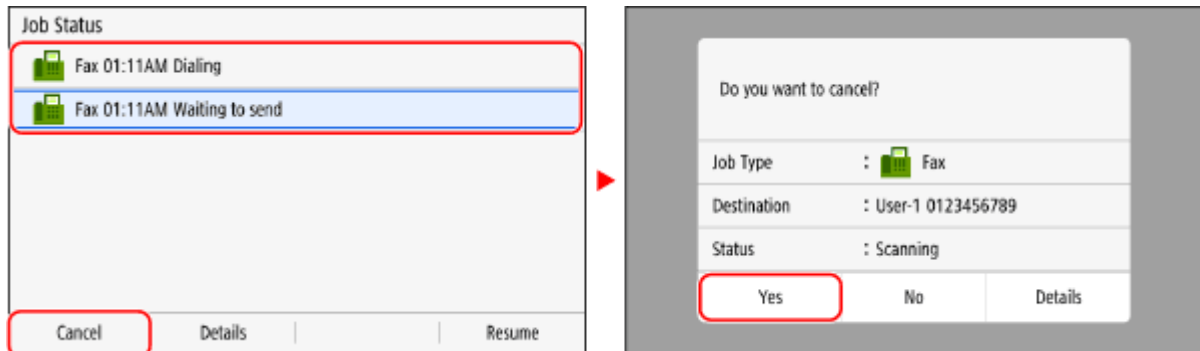 Job Status
Fax 01:11AM Dialing
Fax 01:11AM Waiting to send
Cancel Details Resume
Do you want to cancel?
Job Type : Fax
Destination : User-1 0123456789
Status : Scanning
Yes No Details